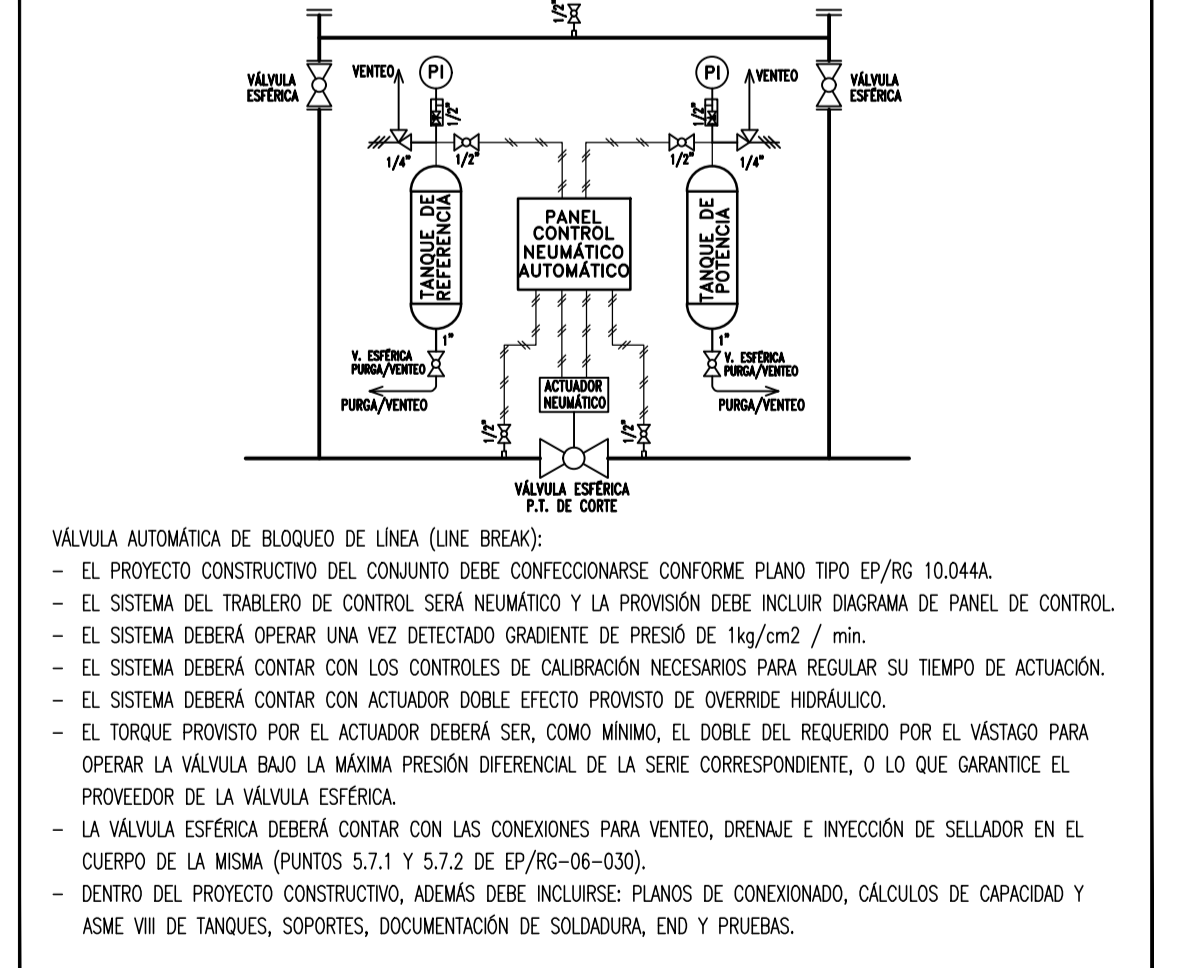 1/2"
VENTEO
PI
PI
VENTEO
VÁLVULA
ESFÉRICA
VÁLVULA
ESFÉRICA
1/2"
1/2"
1/4"
1/2"
1/2"
1/4"
TANQUE DE
REFERENCIA
PANEL
CONTROL
NEUMÁTICO
AUTOMÁTICO
TANQUE DE
POTENCIA
1"
1"
V. ESFÉRICA
PURGA/VENTEO
V. ESFÉRICA
PURGA/VENTEO
PURGA/VENTEO
ACTUADOR
NEUMÁTICO
PURGA/VENTEO
1/2"
1/2"
VÁLVULA ESFÉRICA
P.T. DE CORTE
VÁLVULA AUTOMÁTICA DE BLOQUEO DE LÍNEA (LINE BREAK):
– EL PROYECTO CONSTRUCTIVO DEL CONJUNTO DEBE CONFECCIONARSE CONFORME PLANO TIPO EP/RG 10.044A.
– EL SISTEMA DEL TRABLERO DE CONTROL SERÁ NEUMÁTICO Y LA PROVISIÓN DEBE INCLUIR DIAGRAMA DE PANEL DE CONTROL.
– EL SISTEMA DEBERÁ OPERAR UNA VEZ DETECTADO GRADIENTE DE PRESIÓ DE 1kg/cm2 / min.
– EL SISTEMA DEBERÁ CONTAR CON LOS CONTROLES DE CALIBRACIÓN NECESARIOS PARA REGULAR SU TIEMPO DE ACTUACIÓN.
– EL SISTEMA DEBERÁ CONTAR CON ACTUADOR DOBLE EFECTO PROVISTO DE OVERRIDE HIDRÁULICO.
– EL TORQUE PROVISTO POR EL ACTUADOR DEBERÁ SER, COMO MÍNIMO, EL DOBLE DEL REQUERIDO POR EL VÁSTAGO PARA
OPERAR LA VÁLVULA BAJO LA MÁXIMA PRESIÓN DIFERENCIAL DE LA SERIE CORRESPONDIENTE, O LO QUE GARANTICE EL
PROVEEDOR DE LA VÁLVULA ESFÉRICA.
– LA VÁLVULA ESFÉRICA DEBERÁ CONTAR CON LAS CONEXIONES PARA VENTEO, DRENAJE E INYECCIÓN DE SELLADOR EN EL
CUERPO DE LA MISMA (PUNTOS 5.7.1 Y 5.7.2 DE EP/RG–06–030).
– DENTRO DEL PROYECTO CONSTRUCTIVO, ADEMÁS DEBE INCLUIRSE: PLANOS DE CONEXIONADO, CÁLCULOS DE CAPACIDAD Y
ASME VIII DE TANQUES, SOPORTES, DOCUMENTACIÓN DE SOLDADURA, END Y PRUEBAS.